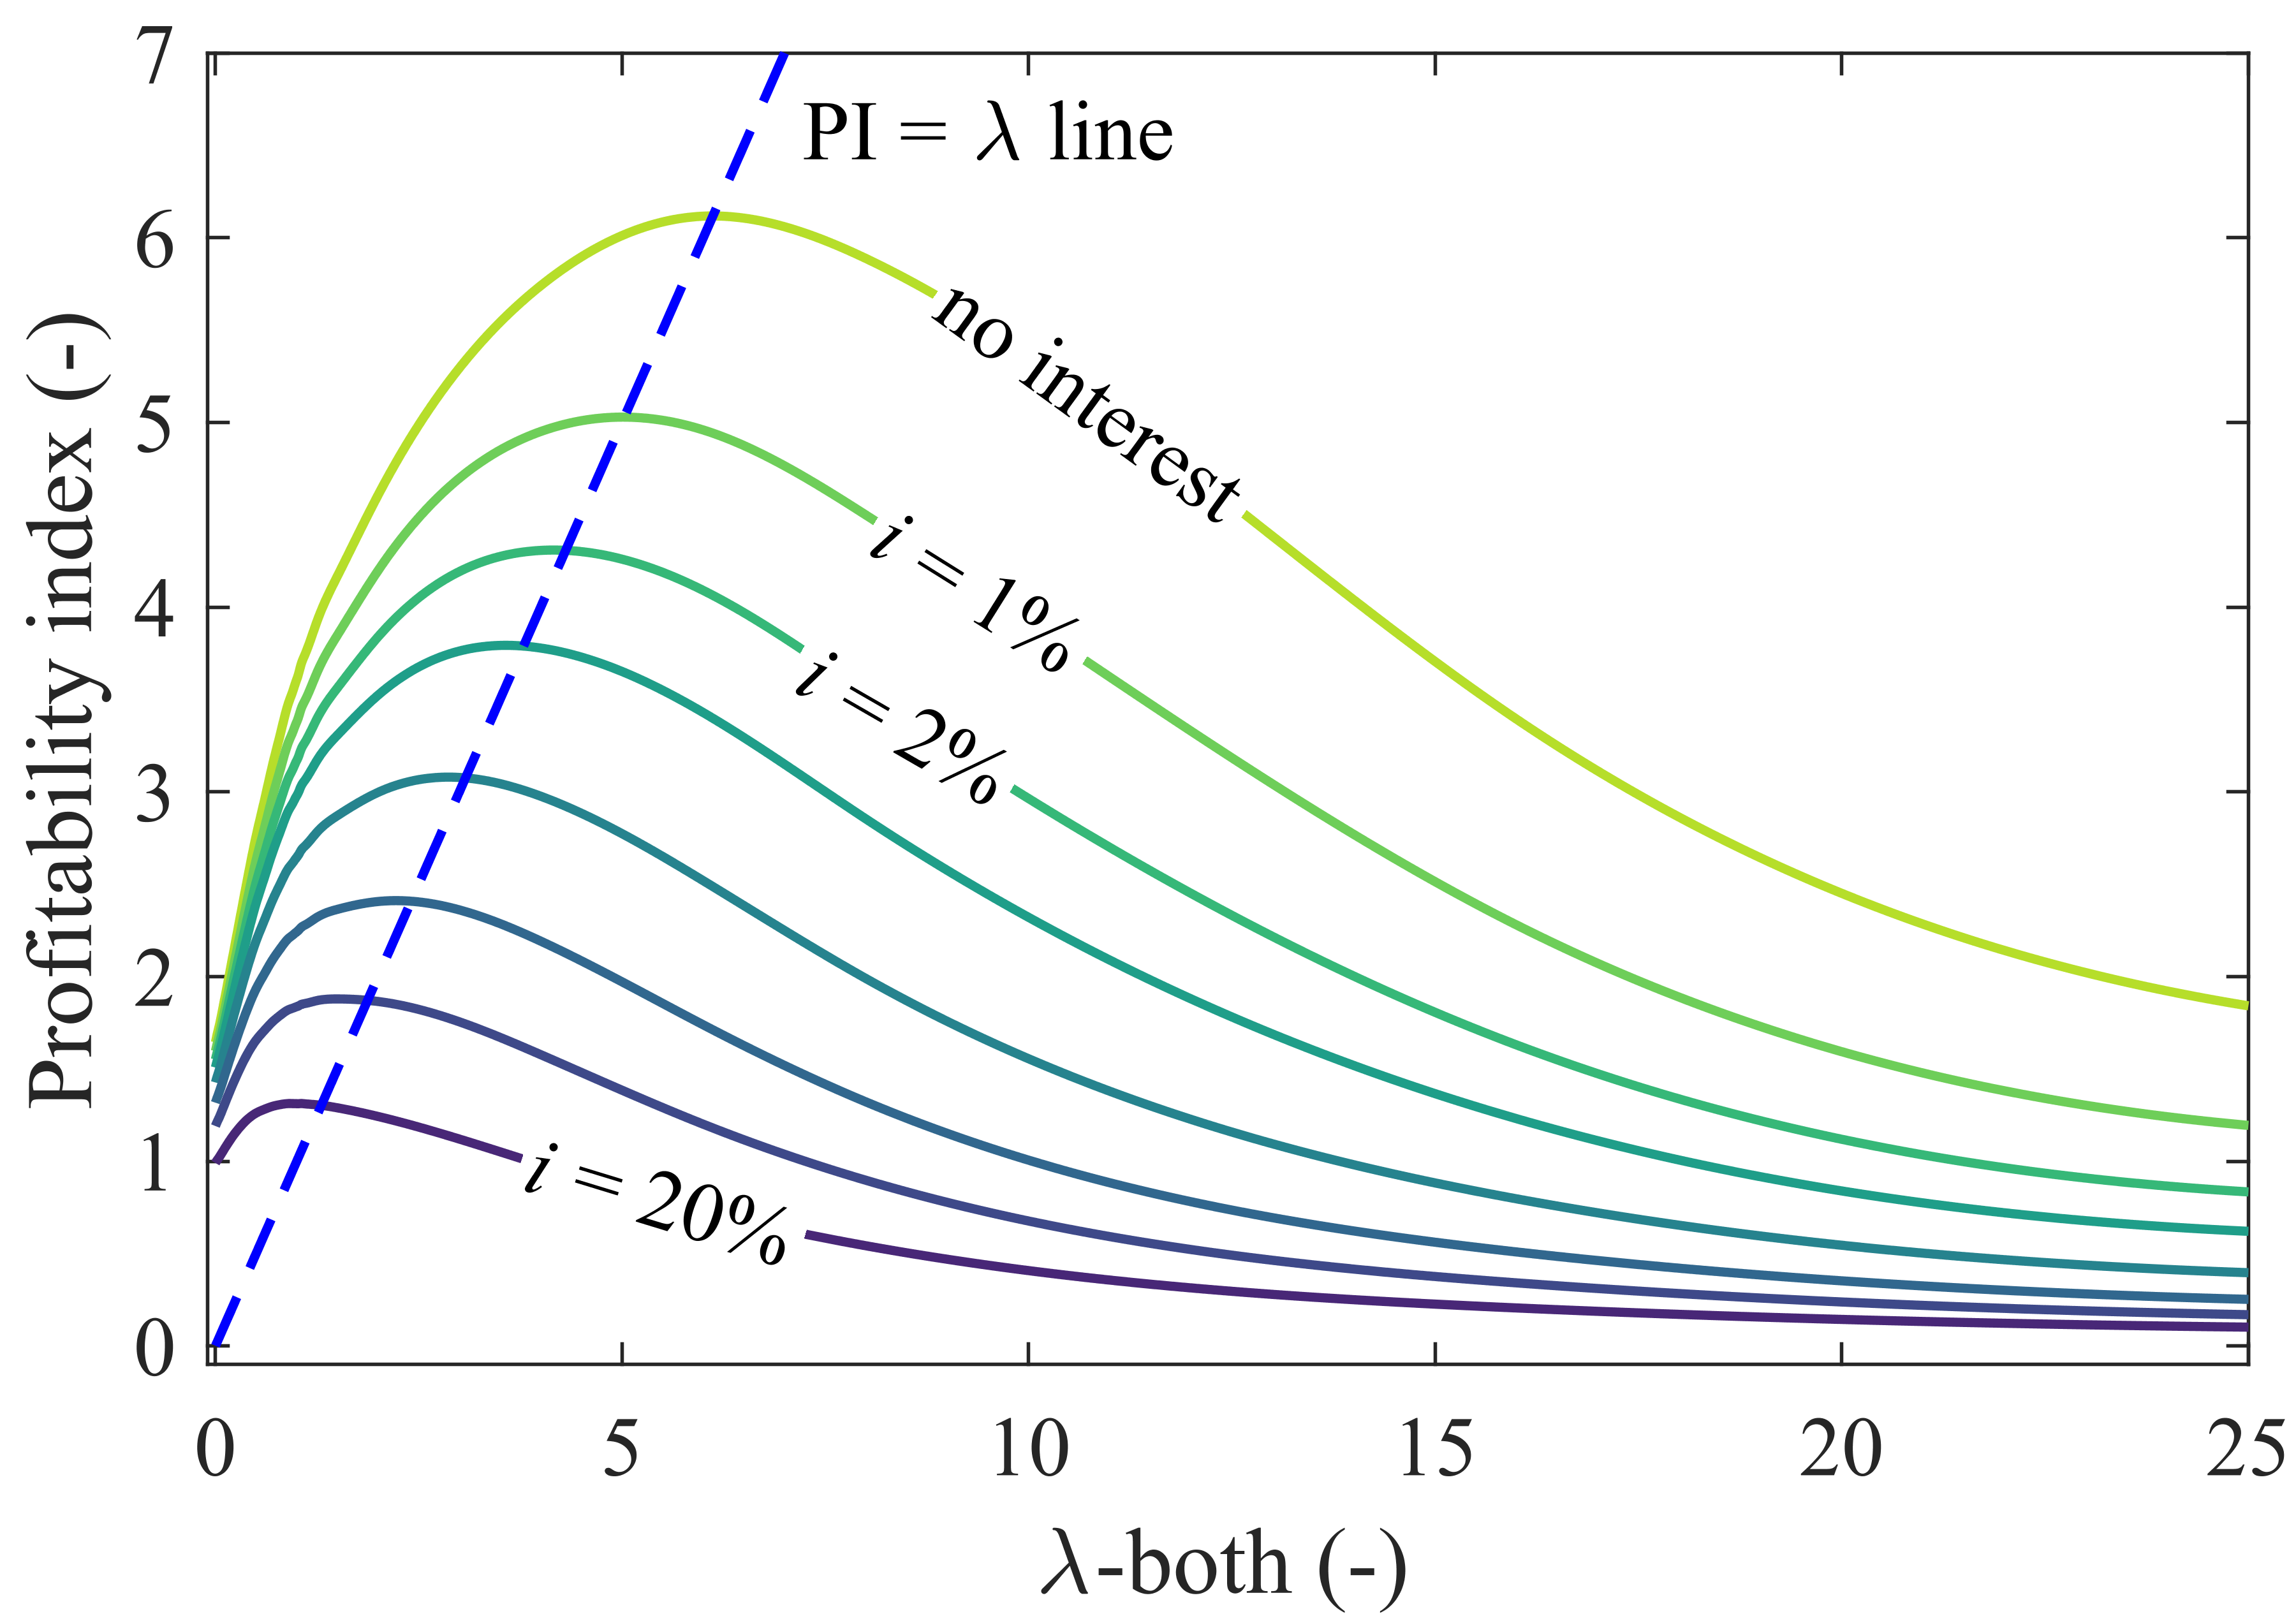 Profitability index (-)
7
6
5
4
3
2
1
0
PI = λ line
no interest
i = 1%
i = 2%
i = 20%
0 5 10 15 20 25
λ-both (-)